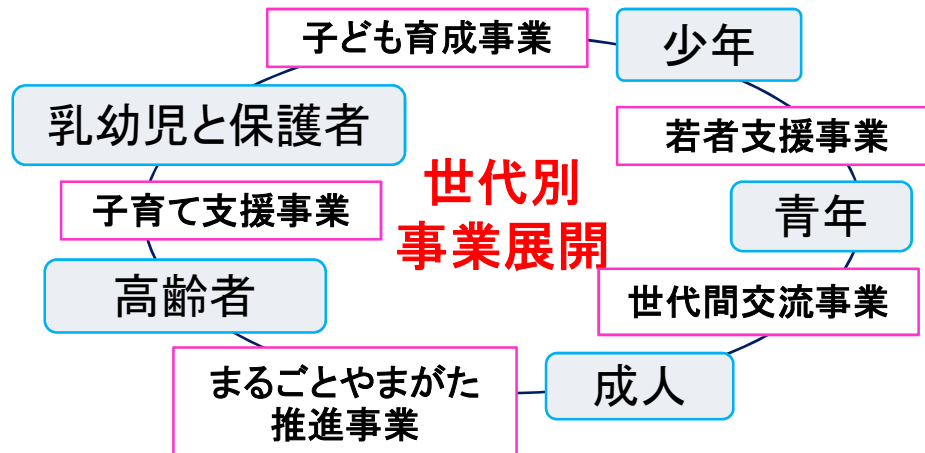 子ども育成事業
少年
乳幼児と保護者
若者支援事業
世代別
事業展開
子育て支援事業
青年
高齢者
世代間交流事業
まるごとやまがた
推進事業
成人